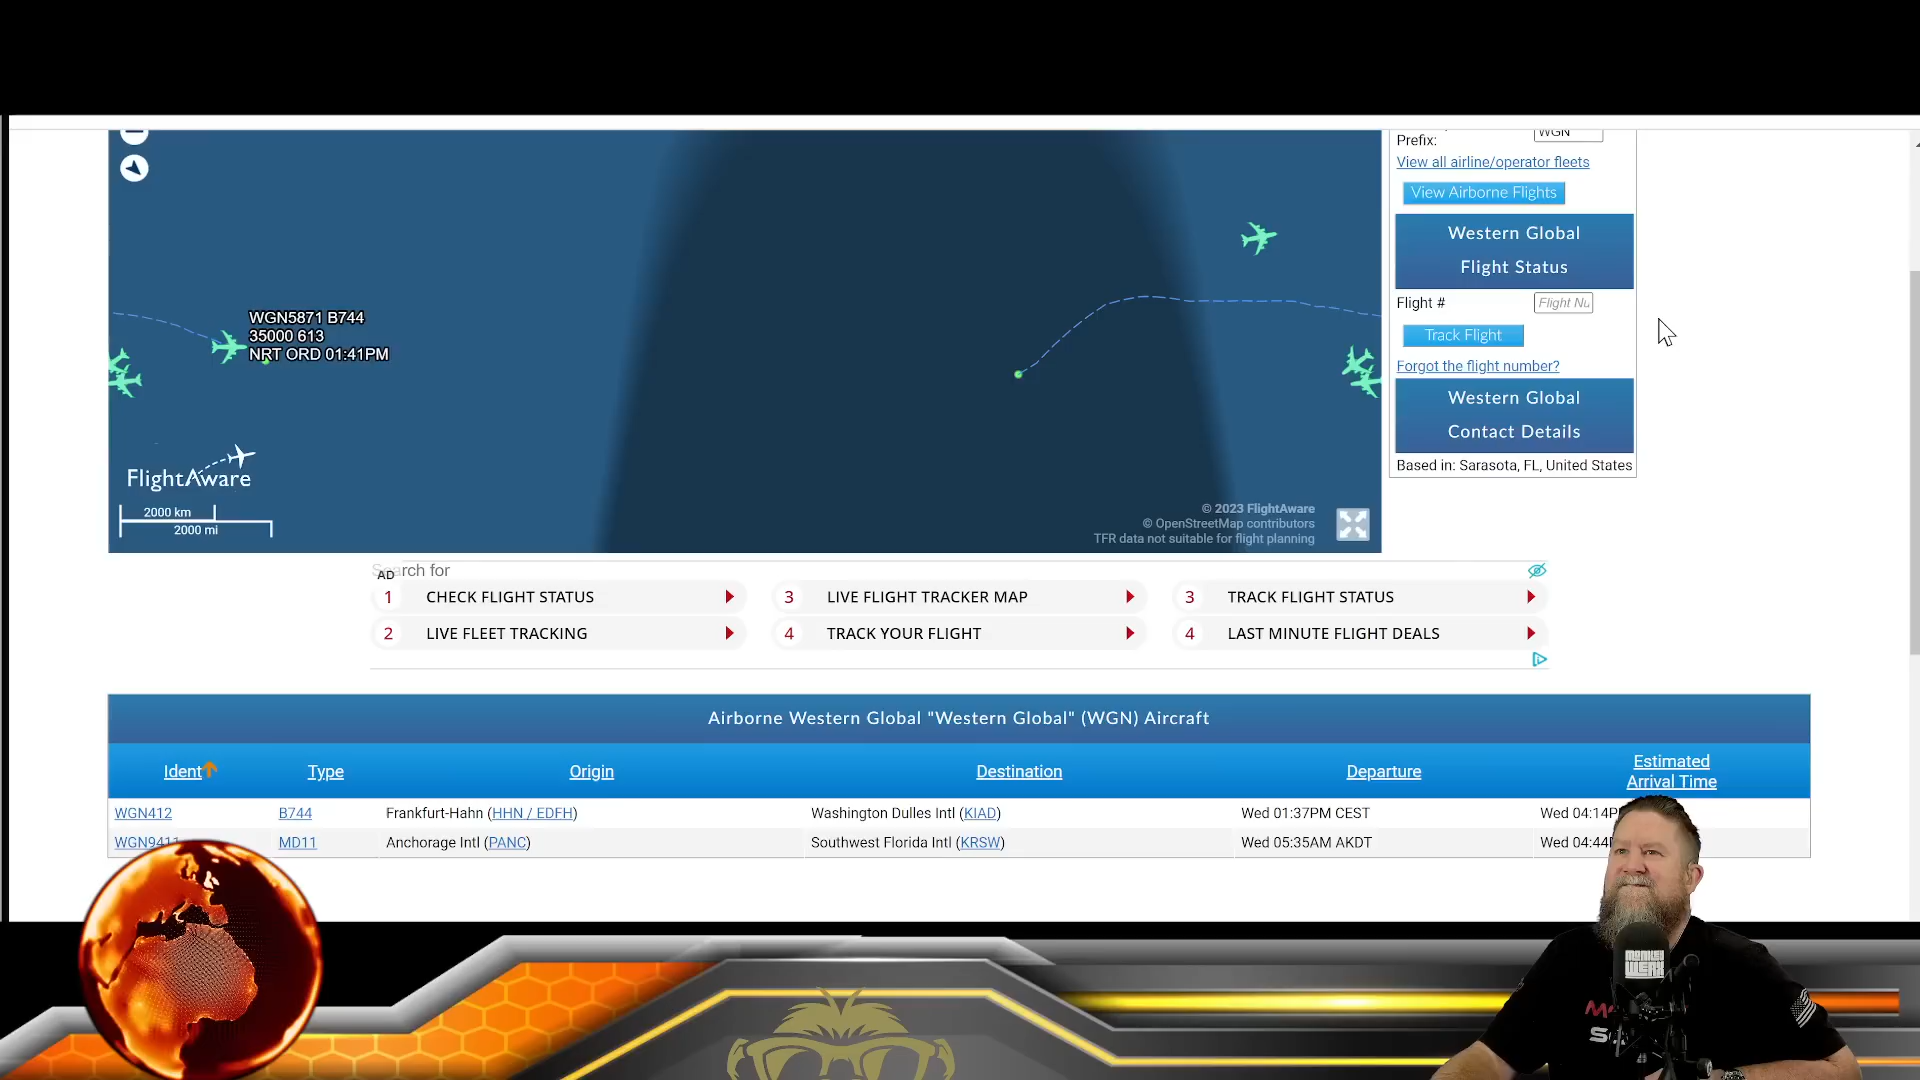 Prefix:
WGN
View all airline/operator fleets
View Airborne Flights
Western Global
Flight Status
Flight #
Flight Nu
Track Flight
Forgot the flight number?
Western Global
Contact Details
Based in: Sarasota, FL, United States
WGN5871 B744
35000 613
NRT ORD 01:41PM
FlightAware
2000 km
2000 mi
© 2023 FlightAware
© OpenStreetMap contributors
TFR data not suitable for flight planning
Search for
AD
1 CHECK FLIGHT STATUS
3 LIVE FLIGHT TRACKER MAP
3 TRACK FLIGHT STATUS
2 LIVE FLEET TRACKING
4 TRACK YOUR FLIGHT
4 LAST MINUTE FLIGHT DEALS
Airborne Western Global "Western Global" (WGN) Aircraft
Ident Type Origin Destination Departure Estimated Arrival Time
WGN412 B744 Frankfurt-Hahn (HHN / EDFH) Washington Dulles Intl (KIAD) Wed 01:37PM CEST Wed 04:14P
WGN9411 MD11 Anchorage Intl (PANC) Southwest Florida Intl (KRSW) Wed 05:35AM AKDT Wed 04:44